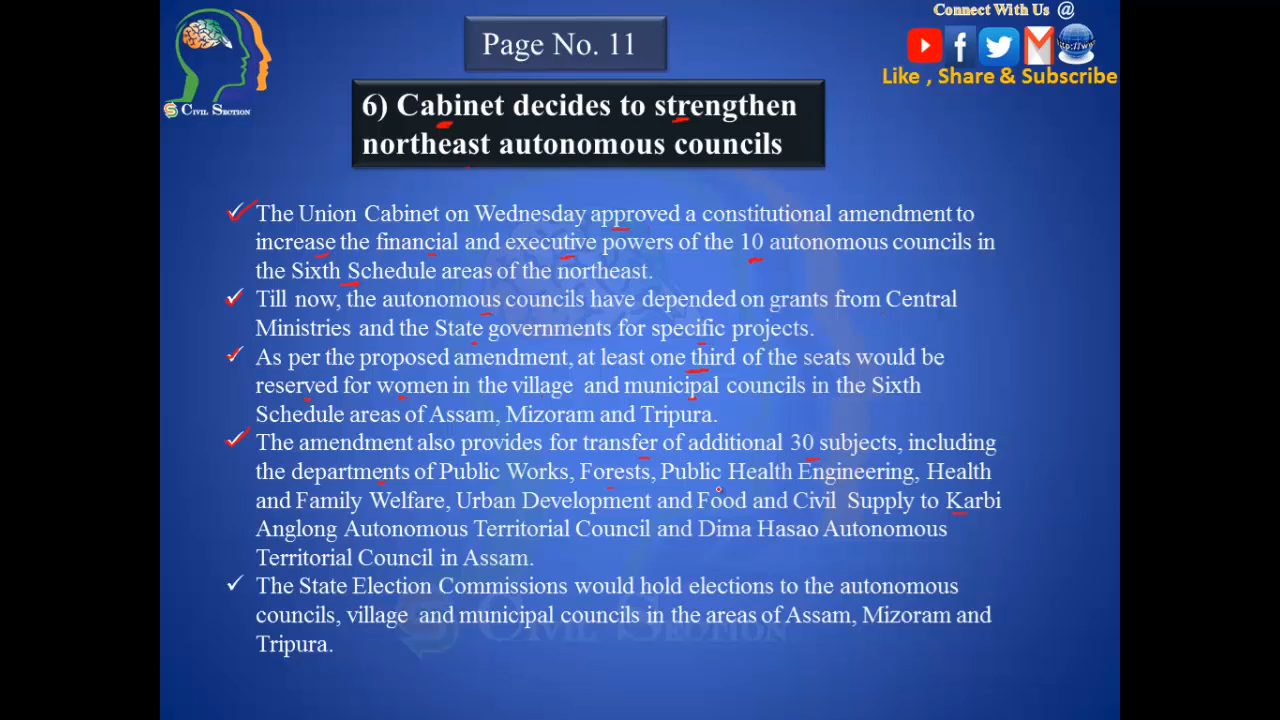 Connect With Us @
Page No. 11
Like , Share & Subscribe
CIVIL SECTION
6) Cabinet decides to strengthen
northeast autonomous councils
The Union Cabinet on Wednesday approved a constitutional amendment to
increase the financial and executive powers of the 10 autonomous councils in
the Sixth Schedule areas of the northeast.
Till now, the autonomous councils have depended on grants from Central
Ministries and the State governments for specific projects.
As per the proposed amendment, at least one third of the seats would be
reserved for women in the village and municipal councils in the Sixth
Schedule areas of Assam, Mizoram and Tripura.
The amendment also provides for transfer of additional 30 subjects, including
the departments of Public Works, Forests, Public Health Engineering, Health
and Family Welfare, Urban Development and Food and Civil Supply to Karbi
Anglong Autonomous Territorial Council and Dima Hasao Autonomous
Territorial Council in Assam.
The State Election Commissions would hold elections to the autonomous
councils, village and municipal councils in the areas of Assam, Mizoram and
Tripura.
CIVIL SECTION